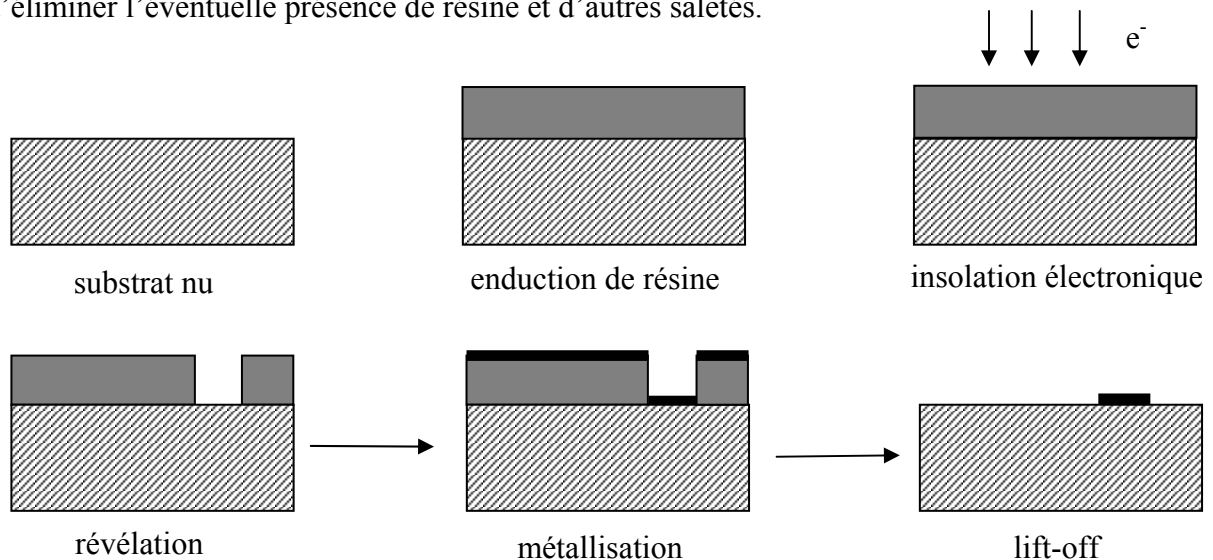 l'éliminer l'éventuelle présence de résine et d'autres saletés.
e-
substrat nu
enduction de résine
insolation électronique
révélation
métallisation
lift-off